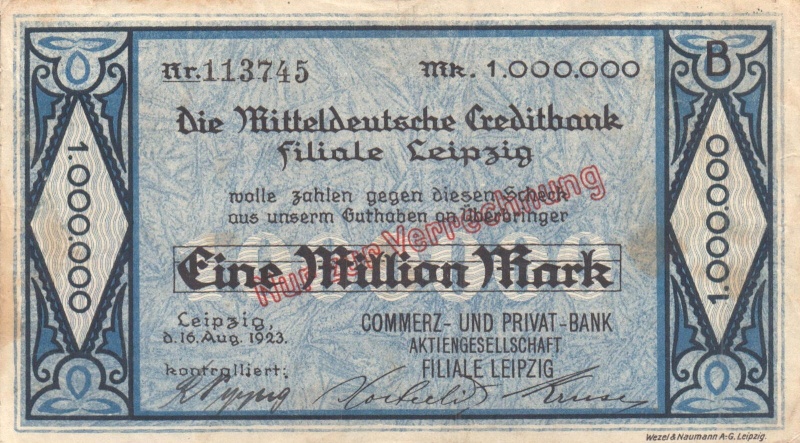 Nr. 113745 Mk. 1.000.000
B
Die Mitteldeutsche Creditbank
Filiale Leipzig
wolle zahlen gegen diesen Scheck
aus unserm Guthaben an Überbringer
Nur zur Verrechnung
1000000
Eine Million Mark
1.000.000
1.000.000
Leipzig,
d. 16. Aug. 1923.
COMMERZ- UND PRIVAT-BANK
AKTIENGESELLSCHAFT
FILIALE LEIPZIG
kontrolliert:
Wezel & Naumann A-G. Leipzig.